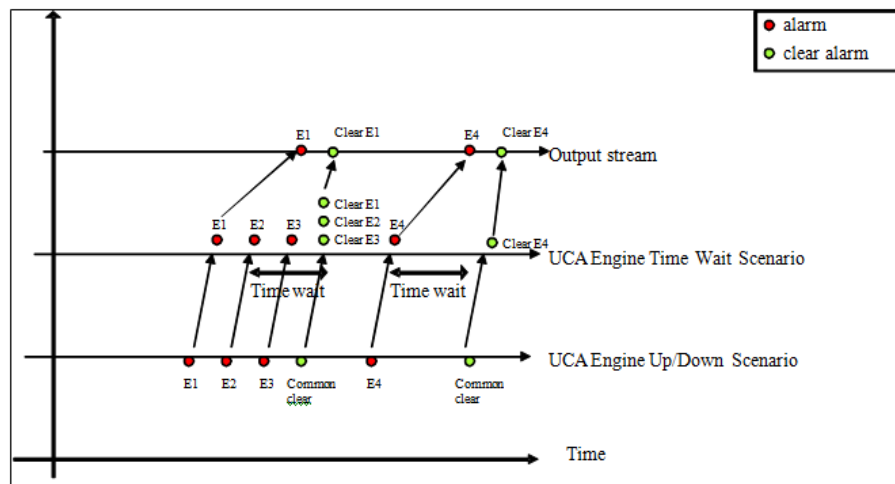 alarm
clear alarm
E1
Clear E1
E4
Clear E4
Output stream
E1
E2
E3
Clear E1
Clear E2
Clear E3
E4
Clear E4
UCA Engine Time Wait Scenario
Time wait
Time wait
UCA Engine Up/Down Scenario
E1
E2
E3
Common
clear
E4
Common
clear
Time